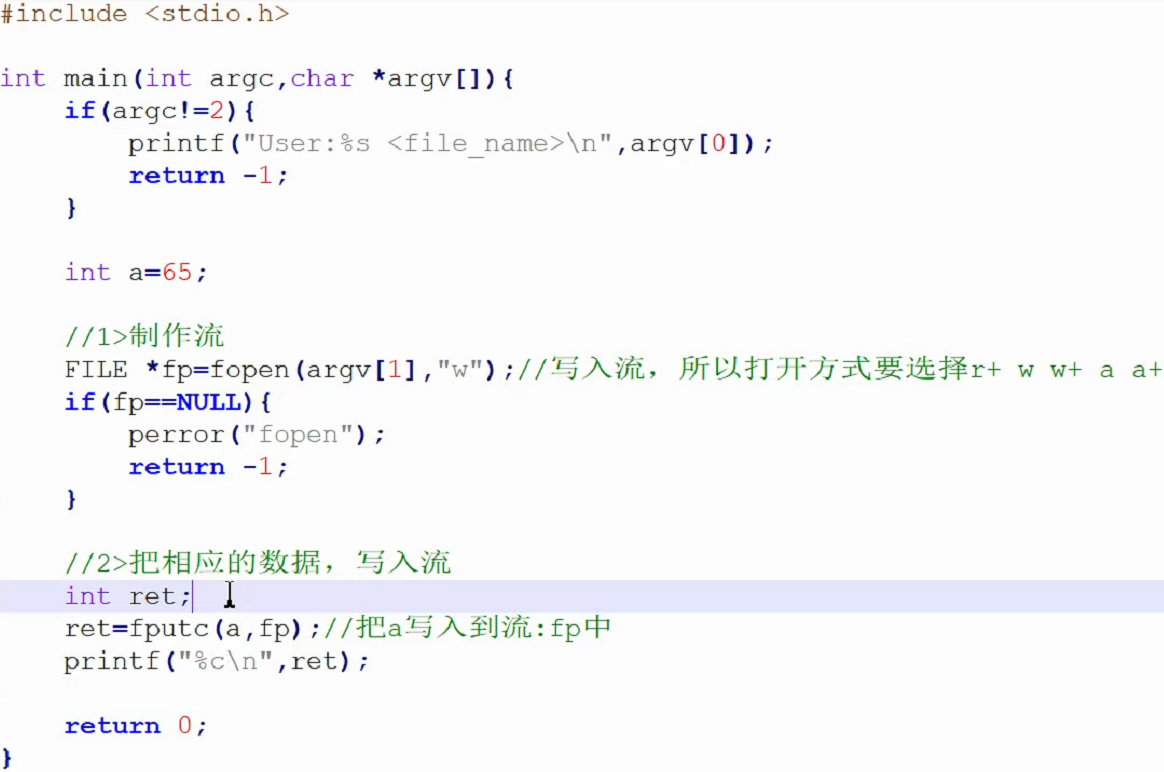 #include <stdio.h>
int main(int argc,char *argv[]){
    if(argc!=2){
        printf("User:%s <file_name>\n",argv[0]);
        return -1;
    }
    int a=65;
    //1>制作流
    FILE *fp=fopen(argv[1],"w");//写入流，所以打开方式要选择r+ w w+ a a+
    if(fp==NULL){
        perror("fopen");
        return -1;
    }
    //2>把相应的数据，写入流
    int ret;
    ret=fputc(a,fp);//把a写入到流:fp中
    printf("%c\n",ret);
    return 0;
}